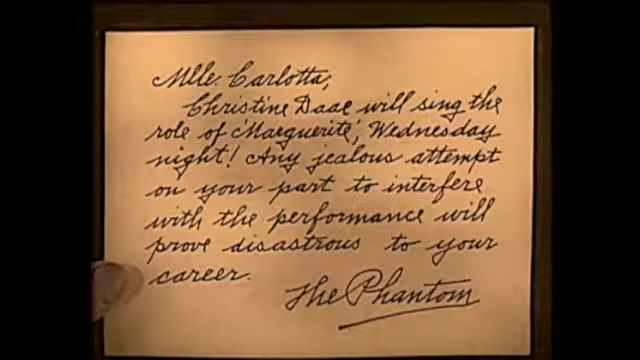 Mlle. Carlotta,
Christine Daae will sing the
role of 'Marguerite', Wednesday
night! Any jealous attempt
on your part to interfere
with the performance will
prove disastrous to your
career.
The Phantom